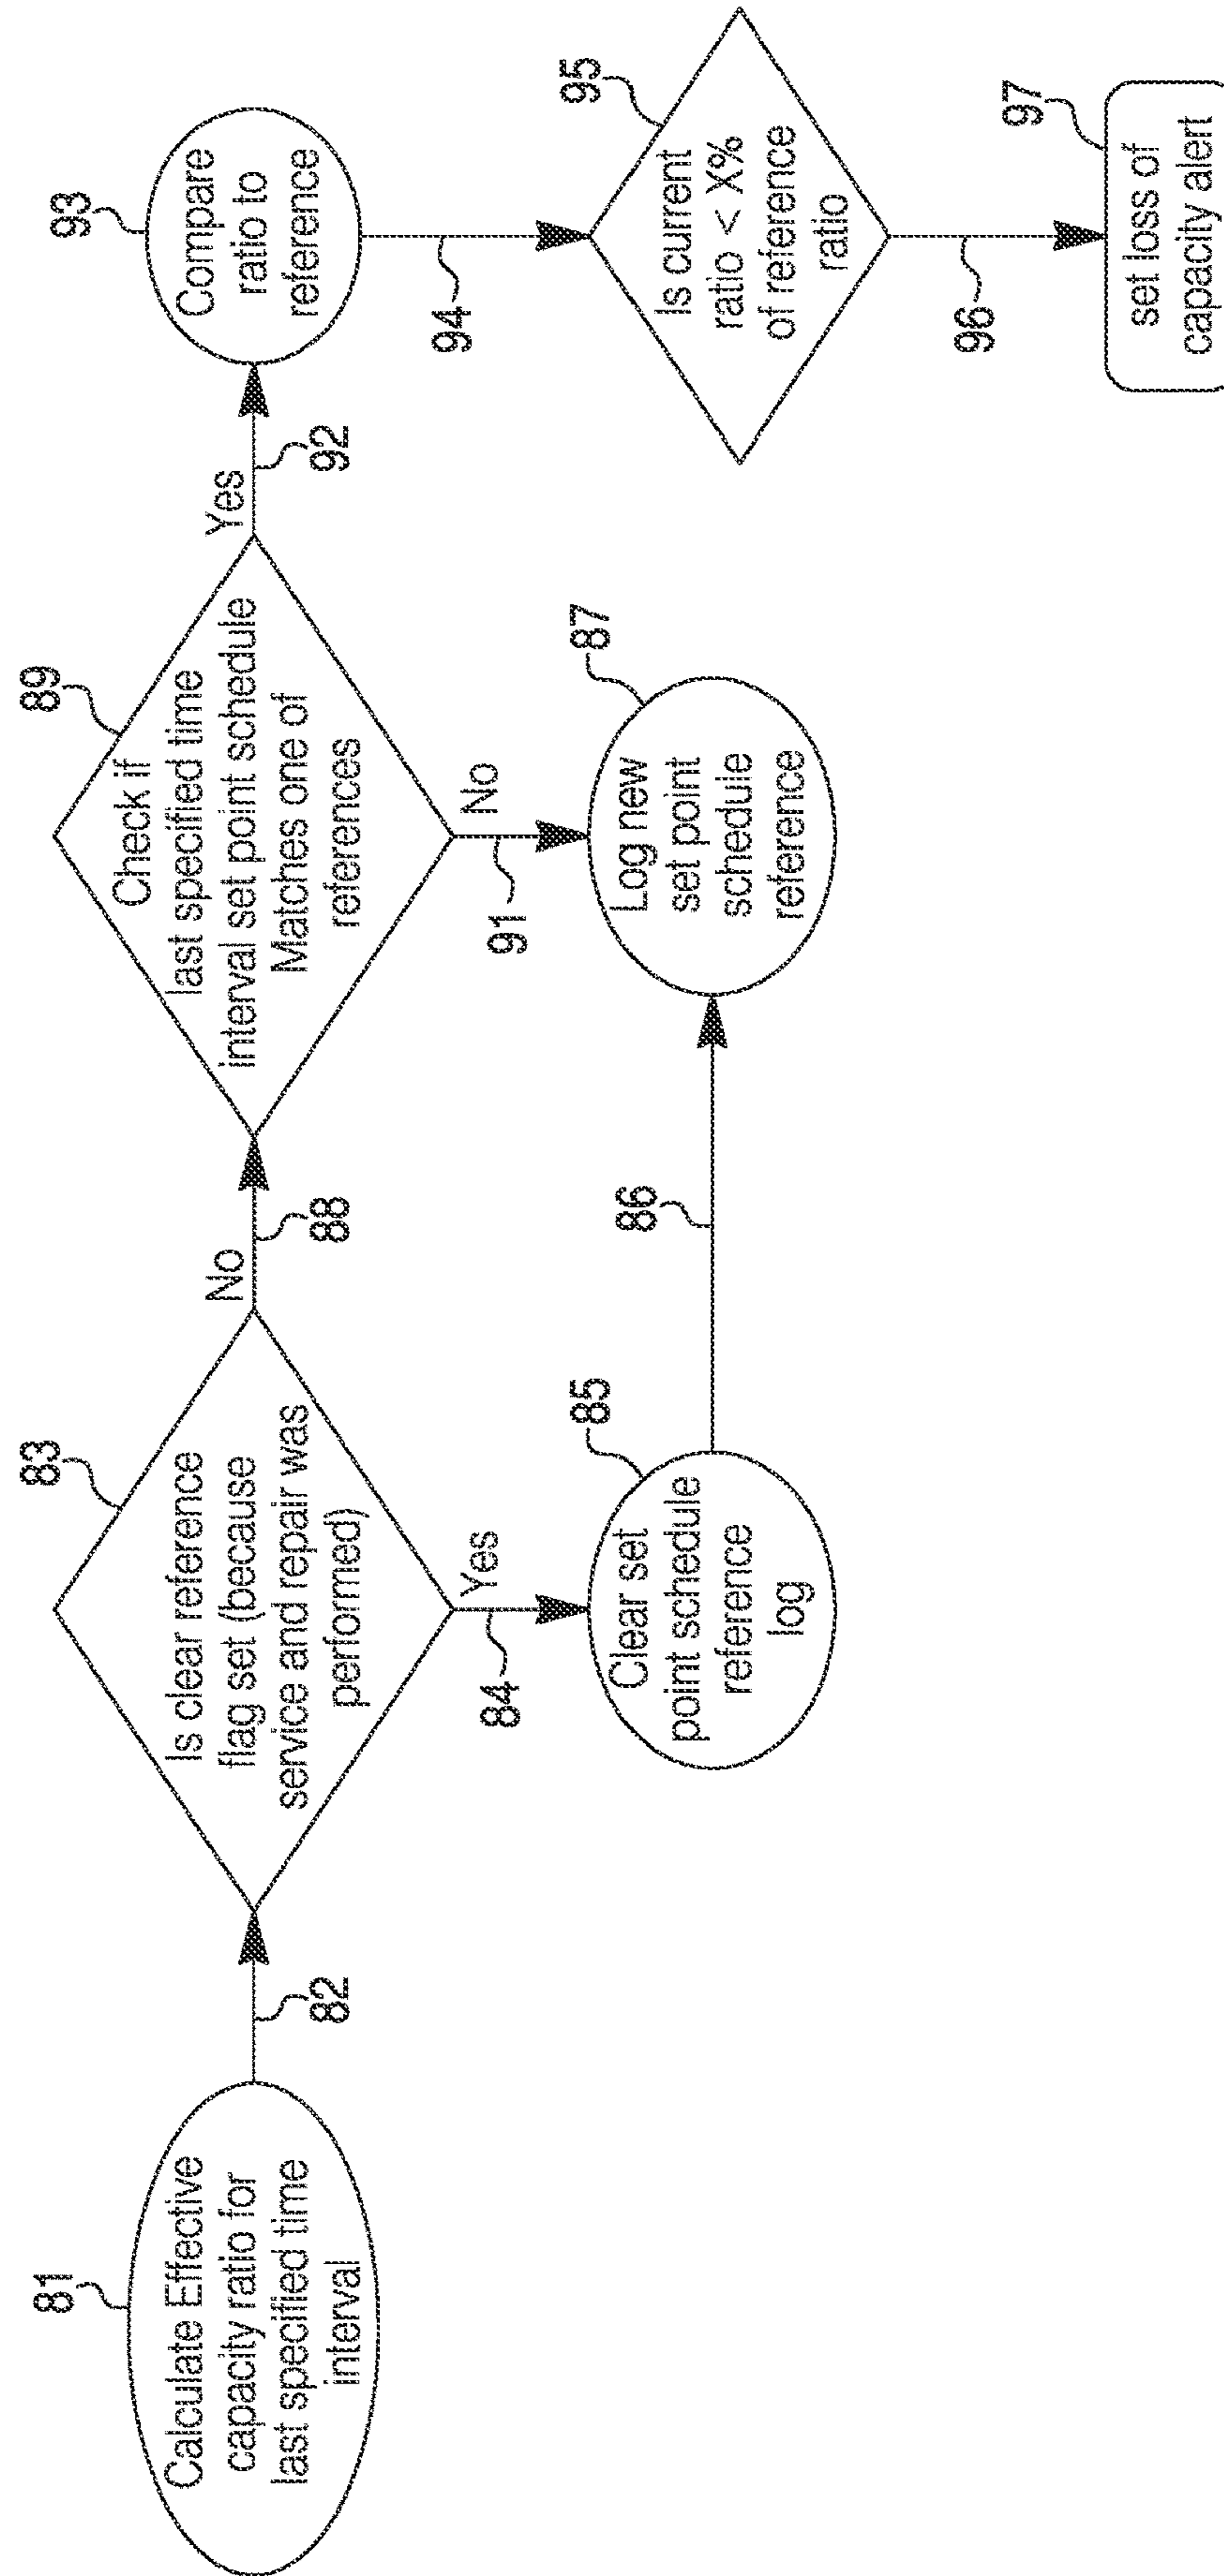 81
Calculate Effective
capacity ratio for
last specified time
interval
82
83
Is clear reference
flag set (because
service and repair was
performed)
No
88
Yes
84
85
Clear set
point schedule
reference
log
86
89
Check if
last specified time
interval set point schedule
Matches one of
references
Yes
92
No
91
87
Log new
set point
schedule
reference
93
Compare
ratio to
reference
94
95
Is current
ratio < X%
of reference
ratio
96
97
set loss of
capacity alert